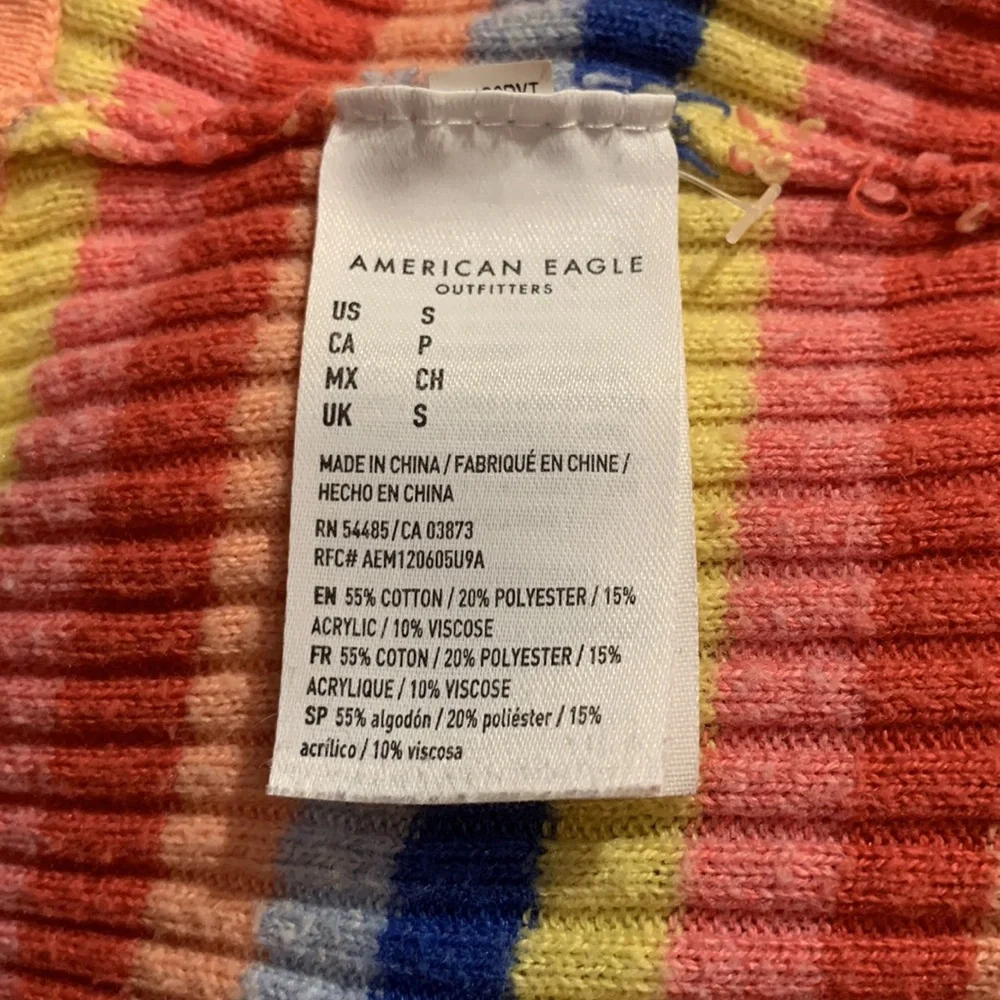 AMERICAN EAGLE
OUTFITTERS
US S
CA P
MX CH
UK S
MADE IN CHINA / FABRIQUÉ EN CHINE /
HECHO EN CHINA
RN 54485 / CA 03873
RFC# AEM120605U9A
EN 55% COTTON / 20% POLYESTER / 15%
ACRYLIC / 10% VISCOSE
FR 55% COTON / 20% POLYESTER / 15%
ACRYLIQUE / 10% VISCOSE
SP 55% algodón / 20% poliéster / 15%
acrílico / 10% viscosa